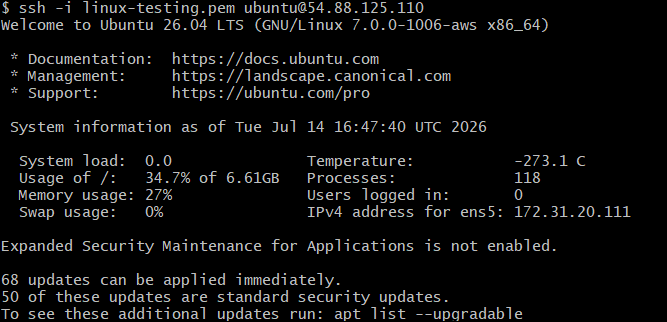 $ ssh -i linux-testing.pem ubuntu@54.88.125.110
Welcome to Ubuntu 26.04 LTS (GNU/Linux 7.0.0-1006-aws x86_64)
* Documentation: https://docs.ubuntu.com
* Management: https://landscape.canonical.com
* Support: https://ubuntu.com/pro
System information as of Tue Jul 14 16:47:40 UTC 2026
System load: 0.0 Temperature: -273.1 C
Usage of /: 34.7% of 6.61GB Processes: 118
Memory usage: 27% Users logged in: 0
Swap usage: 0% IPv4 address for ens5: 172.31.20.111
Expanded Security Maintenance for Applications is not enabled.
68 updates can be applied immediately.
50 of these updates are standard security updates.
To see these additional updates run: apt list --upgradable